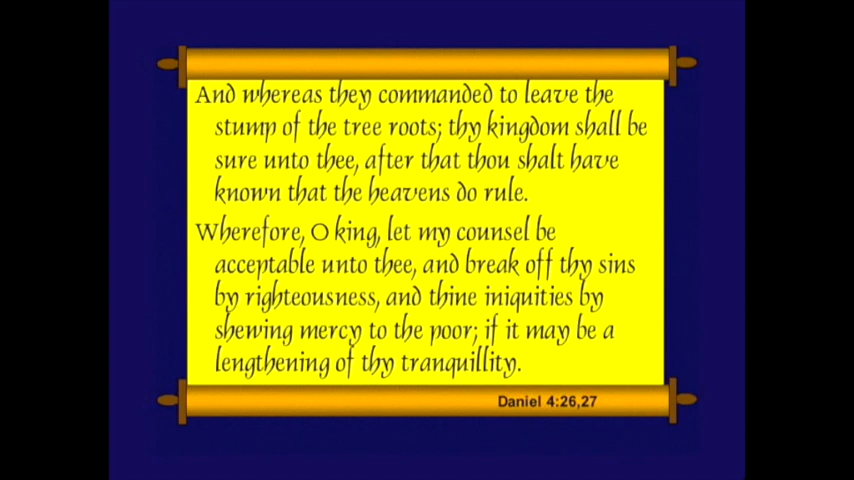 And whereas they commanded to leave the
stump of the tree roots; thy kingdom shall be
sure unto thee, after that thou shalt have
known that the heavens do rule.
Wherefore, O king, let my counsel be
acceptable unto thee, and break off thy sins
by righteousness, and thine iniquities by
shewing mercy to the poor; if it may be a
lengthening of thy tranquillity.
Daniel 4:26,27